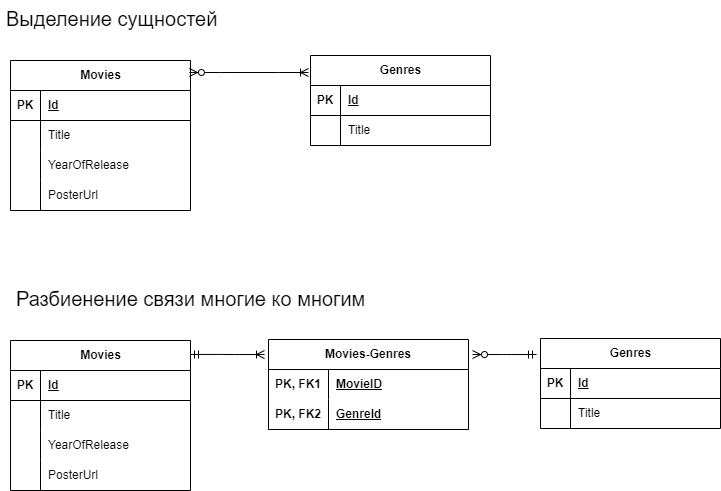 Выделение сущностей
Movies
PK Id
Title
YearOfRelease
PosterUrl
Genres
PK Id
Title
Разбиенение связи многие ко многим
Movies
PK Id
Title
YearOfRelease
PosterUrl
Movies-Genres
PK, FK1 MovieID
PK, FK2 GenreId
Genres
PK Id
Title